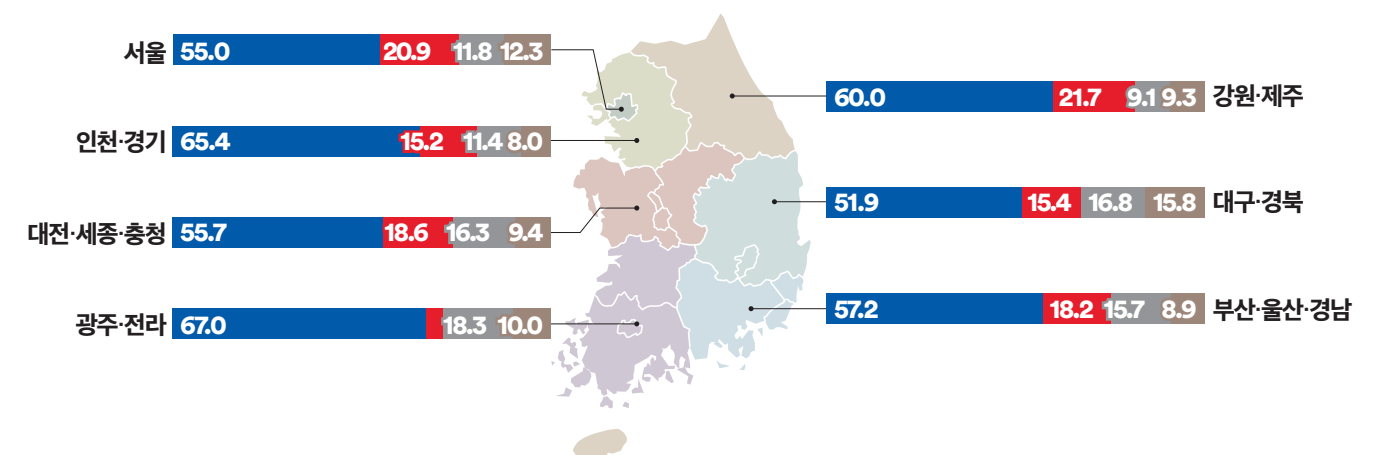 서울 55.0 20.9 11.8 12.3
인천·경기 65.4 15.2 11.4 8.0
대전·세종·충청 55.7 18.6 16.3 9.4
광주·전라 67.0 18.3 10.0
60.0 21.7 9.1 9.3 강원·제주
51.9 15.4 16.8 15.8 대구·경북
57.2 18.2 15.7 8.9 부산·울산·경남